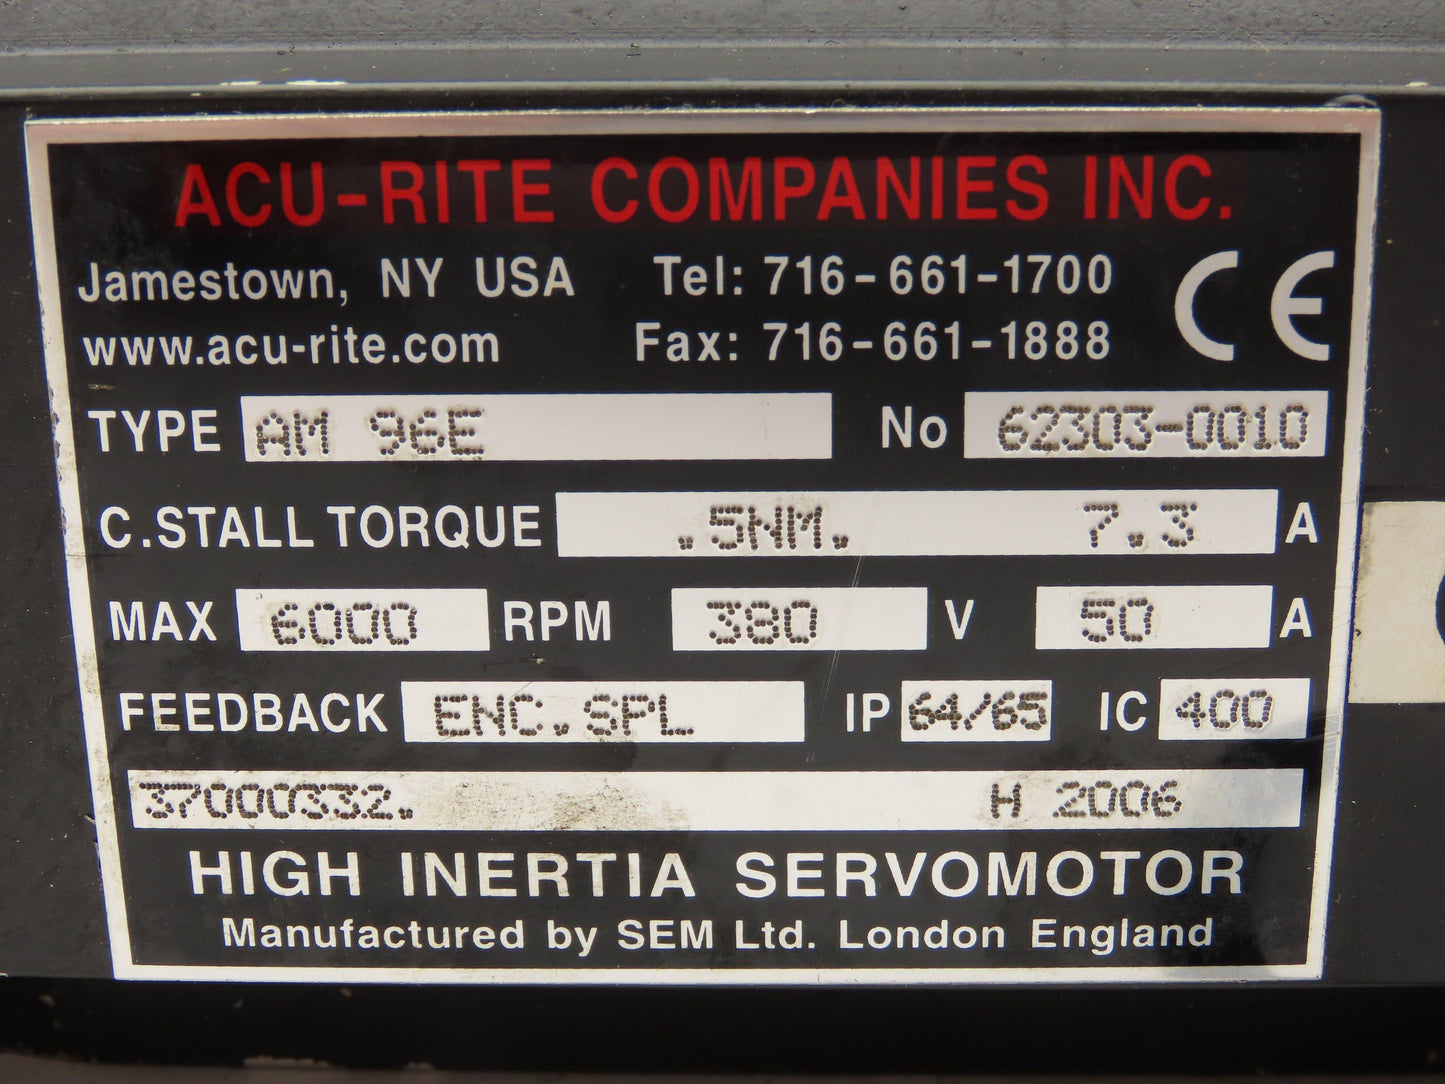 ACU-RITE COMPANIES INC.
Jamestown, NY USA Tel: 716-661-1700 CE
www.acu-rite.com Fax: 716-661-1888
TYPE AM 96E No 62303-0010
C.STALL TORQUE .5NM. 7.3 A
MAX 6000 RPM 380 V 50 A
FEEDBACK ENC.SPL IP 64/65 IC 400
37000332. H 2006
HIGH INERTIA SERVOMOTOR
Manufactured by SEM Ltd. London England